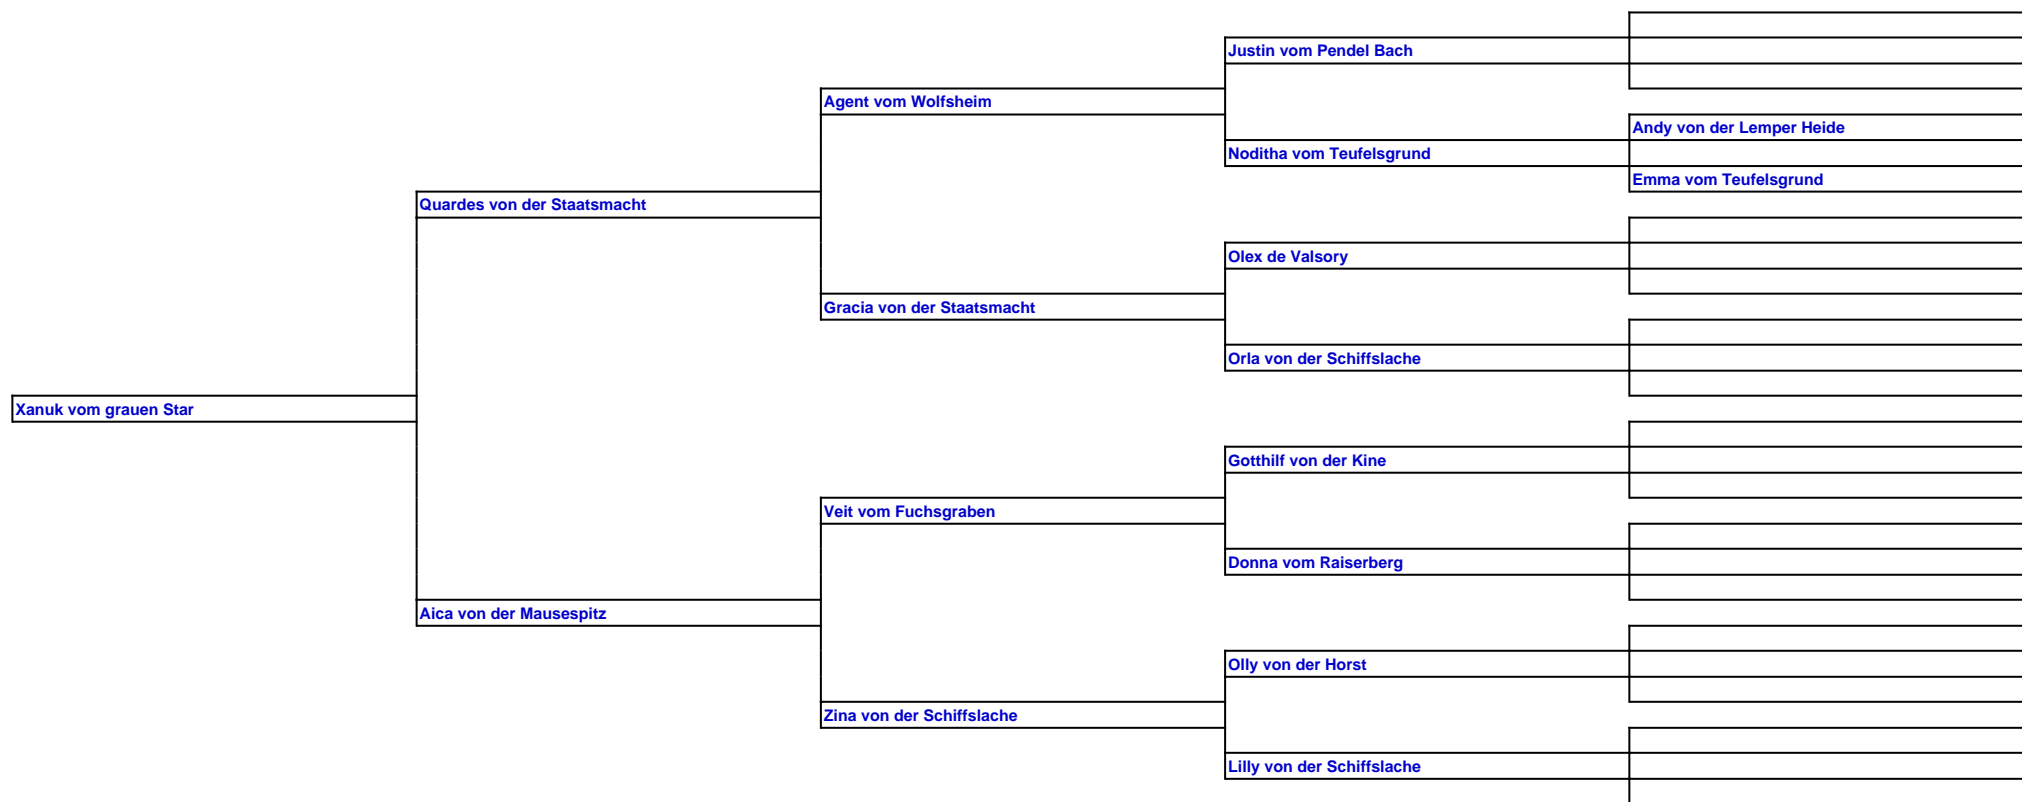 Justin vom Pendel Bach
Agent vom Wolfsheim
Andy von der Lemper Heide
Noditha vom Teufelsgrund
Emma vom Teufelsgrund
Quardes von der Staatsmacht
Olex de Valsory
Gracia von der Staatsmacht
Orla von der Schiffslache
Xanuk vom grauen Star
Gotthilf von der Kine
Veit vom Fuchsgraben
Donna vom Raiserberg
Aica von der Mausespitz
Olly von der Horst
Zina von der Schiffslache
Lilly von der Schiffslache